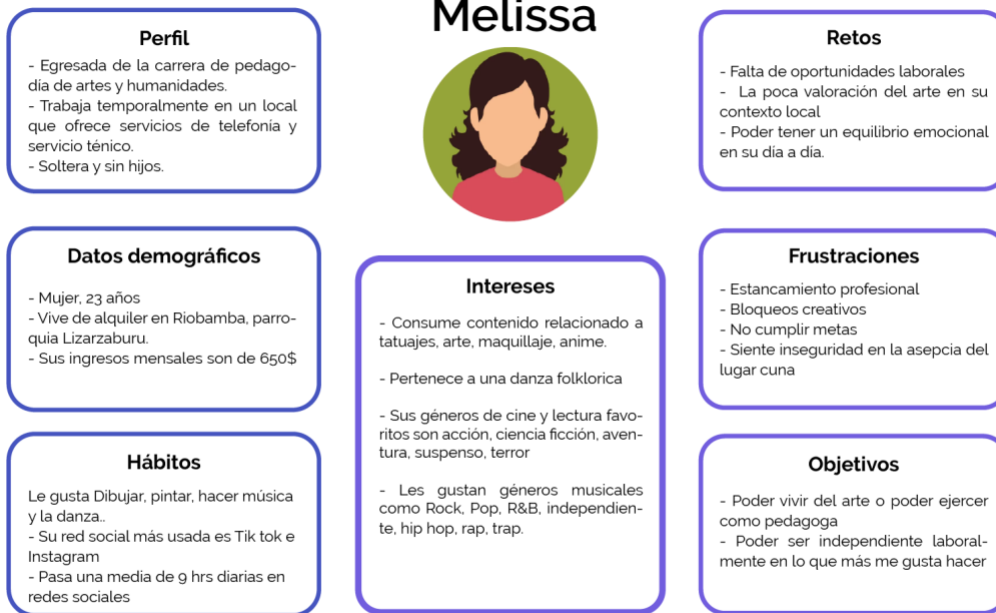 Melissa
Perfil
- Egresada de la carrera de pedago-
día de artes y humanidades.
- Trabaja temporalmente en un local
que ofrece servicios de telefonía y
servicio ténico.
- Soltera y sin hijos.
Datos demográficos
- Mujer, 23 años
- Vive de alquiler en Riobamba, parro-
quia Lizarzaburu.
- Sus ingresos mensales son de 650$
Hábitos
Le gusta Dibujar, pintar, hacer música
y la danza..
- Su red social más usada es Tik tok e
Instagram
- Pasa una media de 9 hrs diarias en
redes sociales
Intereses
- Consume contenido relacionado a
tatuajes, arte, maquillaje, anime.
- Pertenece a una danza folklorica
- Sus géneros de cine y lectura favo-
ritos son acción, ciencia ficción, aven-
tura, suspenso, terror
- Les gustan géneros musicales
como Rock, Pop, R&B, independien-
te, hip hop, rap, trap.
Retos
- Falta de oportunidades laborales
- La poca valoración del arte en su
contexto local
- Poder tener un equilibrio emocional
en su día a día.
Frustraciones
- Estancamiento profesional
- Bloqueos creativos
- No cumplir metas
- Siente inseguridad en la asepcia del
lugar cuna
Objetivos
- Poder vivir del arte o poder ejercer
como pedagoga
- Poder ser independiente laboral-
mente en lo que más me gusta hacer